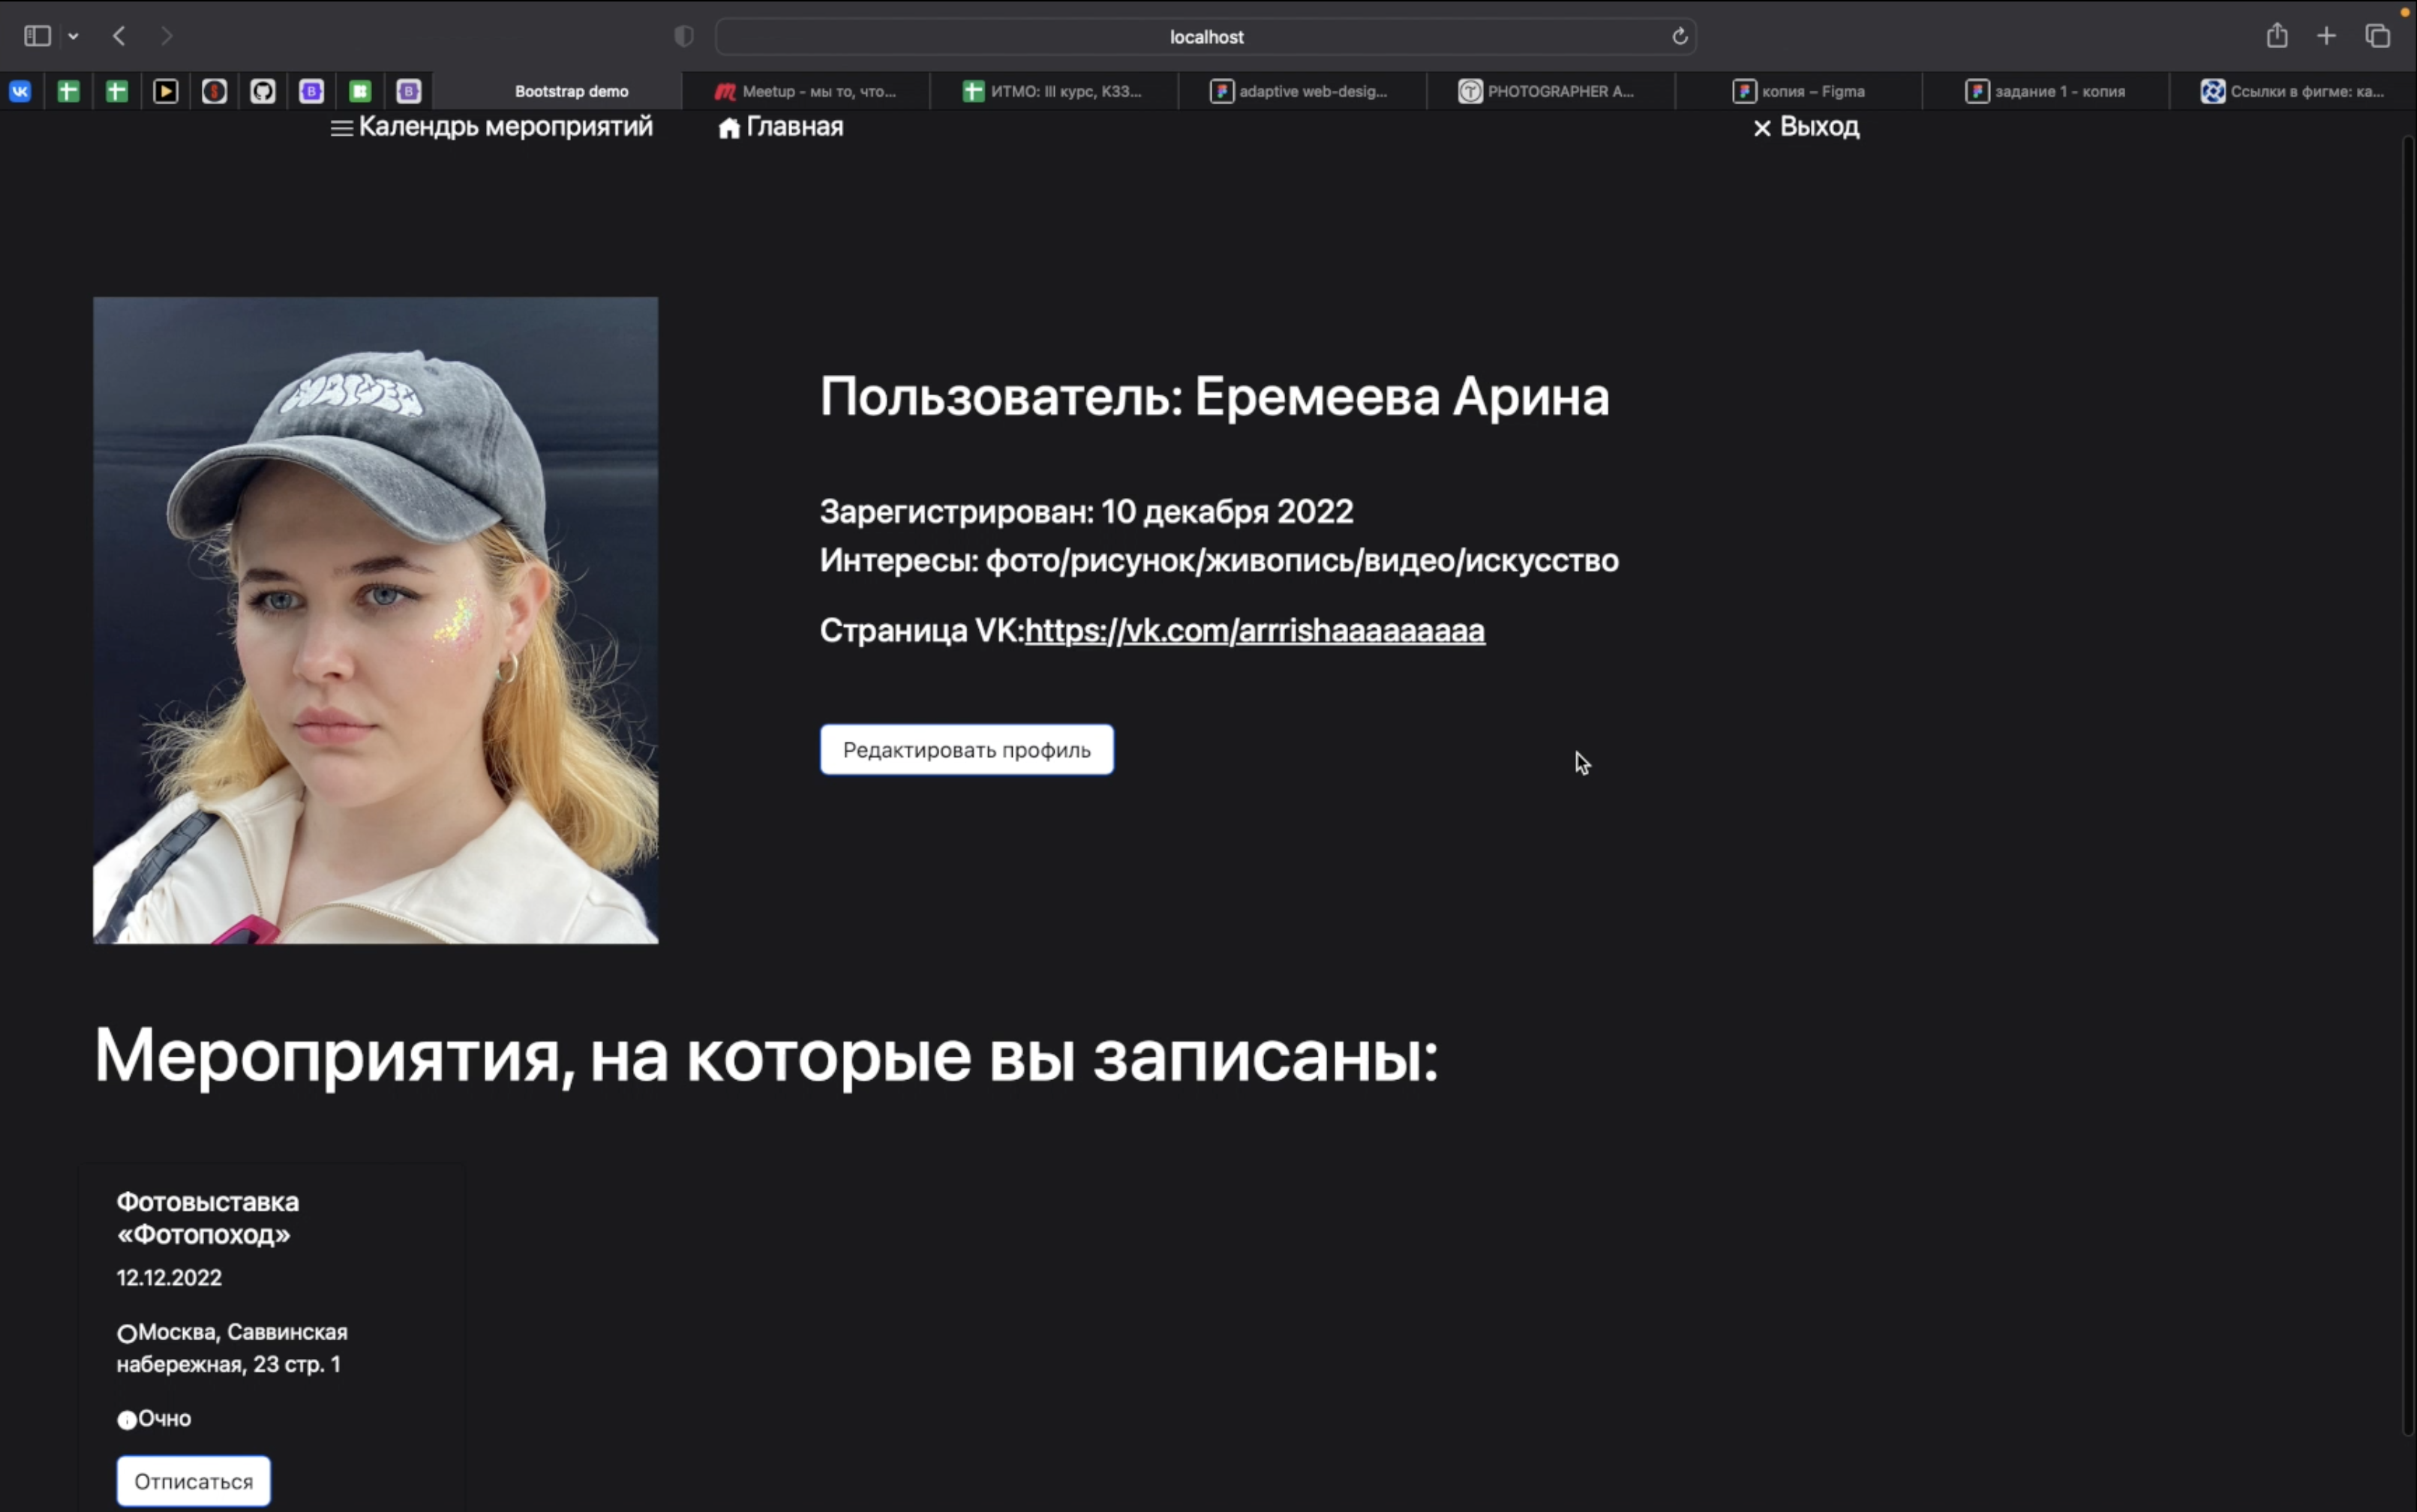 localhost
Bootstrap demo
Meetup - мы то, что...
ИТМО: III курс, К33...
adaptive web-desig...
PHOTOGRAPHER A...
копия – Figma
задание 1 - копия
Ссылки в фигме: ка...
Календрь мероприятий
Главная
Выход
Пользователь: Еремеева Арина
Зарегистрирован: 10 декабря 2022
Интересы: фото/рисунок/живопись/видео/искусство
Страница VK:https://vk.com/arrrishaaaaaaaaa
Редактировать профиль
Мероприятия, на которые вы записаны:
Фотовыставка
«Фотопоход»
12.12.2022
Москва, Саввинская
набережная, 23 стр. 1
Очно
Отписаться